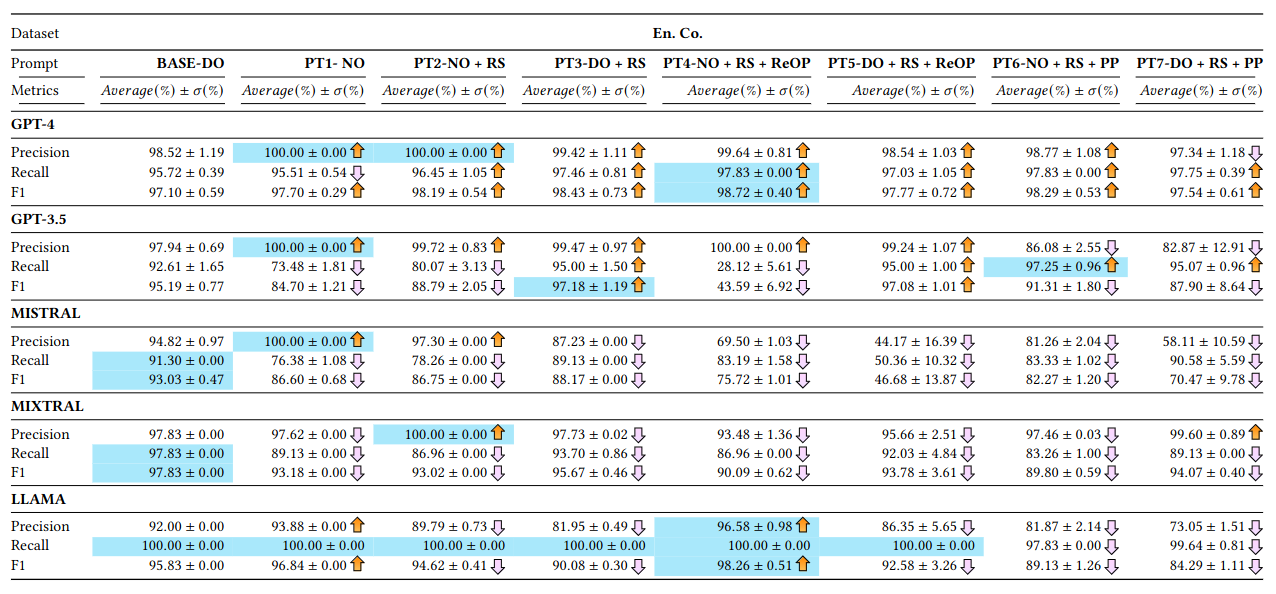 Dataset En. Co.
Prompt BASE-DO PT1- NO PT2-NO + RS PT3-DO + RS PT4-NO + RS + ReOP PT5-DO + RS + ReOP PT6-NO + RS + PP PT7-DO + RS + PP
Metrics Average(%) ± σ(%) Average(%) ± σ(%) Average(%) ± σ(%) Average(%) ± σ(%) Average(%) ± σ(%) Average(%) ± σ(%) Average(%) ± σ(%) Average(%) ± σ(%)
GPT-4
Precision 98.52 ± 1.19 100.00 ± 0.00 100.00 ± 0.00 99.42 ± 1.11 99.64 ± 0.81 98.54 ± 1.03 98.77 ± 1.08 97.34 ± 1.18
Recall 95.72 ± 0.39 95.51 ± 0.54 96.45 ± 1.05 97.46 ± 0.81 97.83 ± 0.00 97.03 ± 1.05 97.83 ± 0.00 97.75 ± 0.39
F1 97.10 ± 0.59 97.70 ± 0.29 98.19 ± 0.54 98.43 ± 0.73 98.72 ± 0.40 97.77 ± 0.72 98.29 ± 0.53 97.54 ± 0.61
GPT-3.5
Precision 97.94 ± 0.69 100.00 ± 0.00 99.72 ± 0.83 99.47 ± 0.97 100.00 ± 0.00 99.24 ± 1.07 86.08 ± 2.55 82.87 ± 12.91
Recall 92.61 ± 1.65 73.48 ± 1.81 80.07 ± 3.13 95.00 ± 1.50 28.12 ± 5.61 95.00 ± 1.00 97.25 ± 0.96 95.07 ± 0.96
F1 95.19 ± 0.77 84.70 ± 1.21 88.79 ± 2.05 97.18 ± 1.19 43.59 ± 6.92 97.08 ± 1.01 91.31 ± 1.80 87.90 ± 8.64
MISTRAL
Precision 94.82 ± 0.97 100.00 ± 0.00 97.30 ± 0.00 87.23 ± 0.00 69.50 ± 1.03 44.17 ± 16.39 81.26 ± 2.04 58.11 ± 10.59
Recall 91.30 ± 0.00 76.38 ± 1.08 78.26 ± 0.00 89.13 ± 0.00 83.19 ± 1.58 50.36 ± 10.32 83.33 ± 1.02 90.58 ± 5.59
F1 93.03 ± 0.47 86.60 ± 0.68 86.75 ± 0.00 88.17 ± 0.00 75.72 ± 1.01 46.68 ± 13.87 82.27 ± 1.20 70.47 ± 9.78
MIXTRAL
Precision 97.83 ± 0.00 97.62 ± 0.00 100.00 ± 0.00 97.73 ± 0.02 93.48 ± 1.36 95.66 ± 2.51 97.46 ± 0.03 99.60 ± 0.89
Recall 97.83 ± 0.00 89.13 ± 0.00 86.96 ± 0.00 93.70 ± 0.86 86.96 ± 0.00 92.03 ± 4.84 83.26 ± 1.00 89.13 ± 0.00
F1 97.83 ± 0.00 93.18 ± 0.00 93.02 ± 0.00 95.67 ± 0.46 90.09 ± 0.62 93.78 ± 3.61 89.80 ± 0.59 94.07 ± 0.40
LLAMA
Precision 92.00 ± 0.00 93.88 ± 0.00 89.79 ± 0.73 81.95 ± 0.49 96.58 ± 0.98 86.35 ± 5.65 81.87 ± 2.14 73.05 ± 1.51
Recall 100.00 ± 0.00 100.00 ± 0.00 100.00 ± 0.00 100.00 ± 0.00 100.00 ± 0.00 100.00 ± 0.00 97.83 ± 0.00 99.64 ± 0.81
F1 95.83 ± 0.00 96.84 ± 0.00 94.62 ± 0.41 90.08 ± 0.30 98.26 ± 0.51 92.58 ± 3.26 89.13 ± 1.26 84.29 ± 1.11